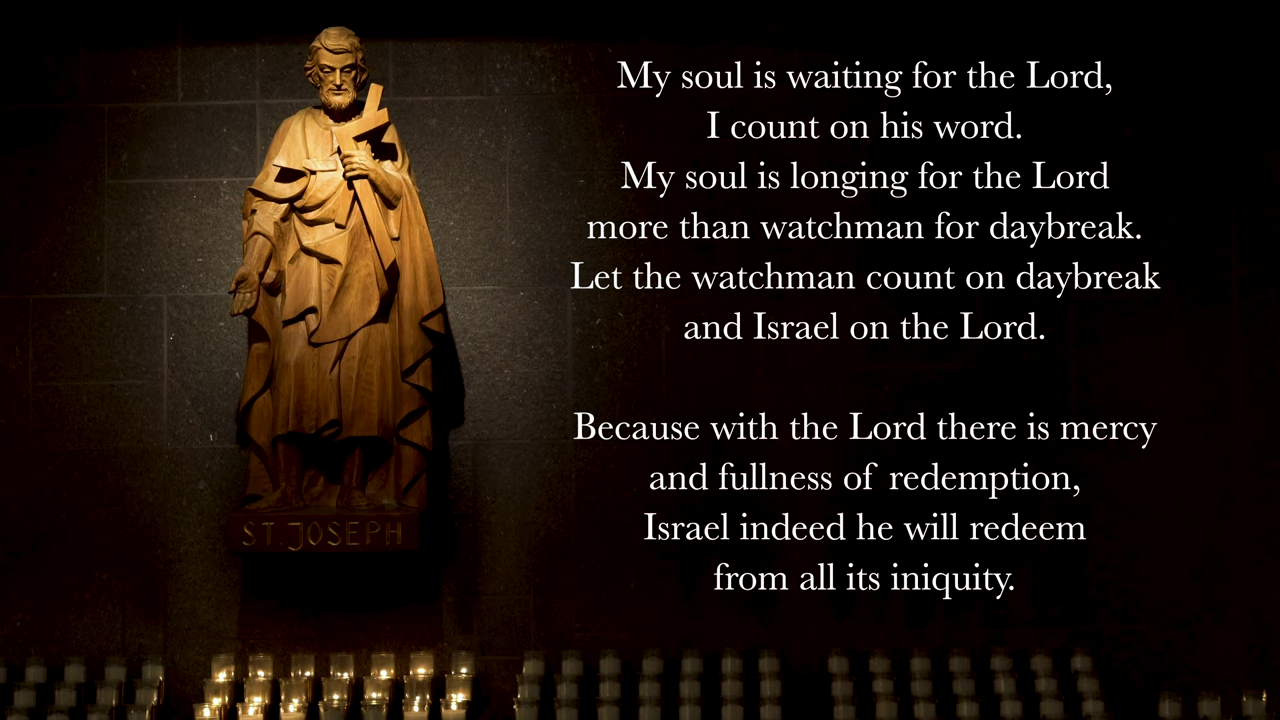 My soul is waiting for the Lord,
I count on his word.
My soul is longing for the Lord
more than watchman for daybreak.
Let the watchman count on daybreak
and Israel on the Lord.
Because with the Lord there is mercy
and fullness of redemption,
Israel indeed he will redeem
from all its iniquity.
ST. JOSEPH